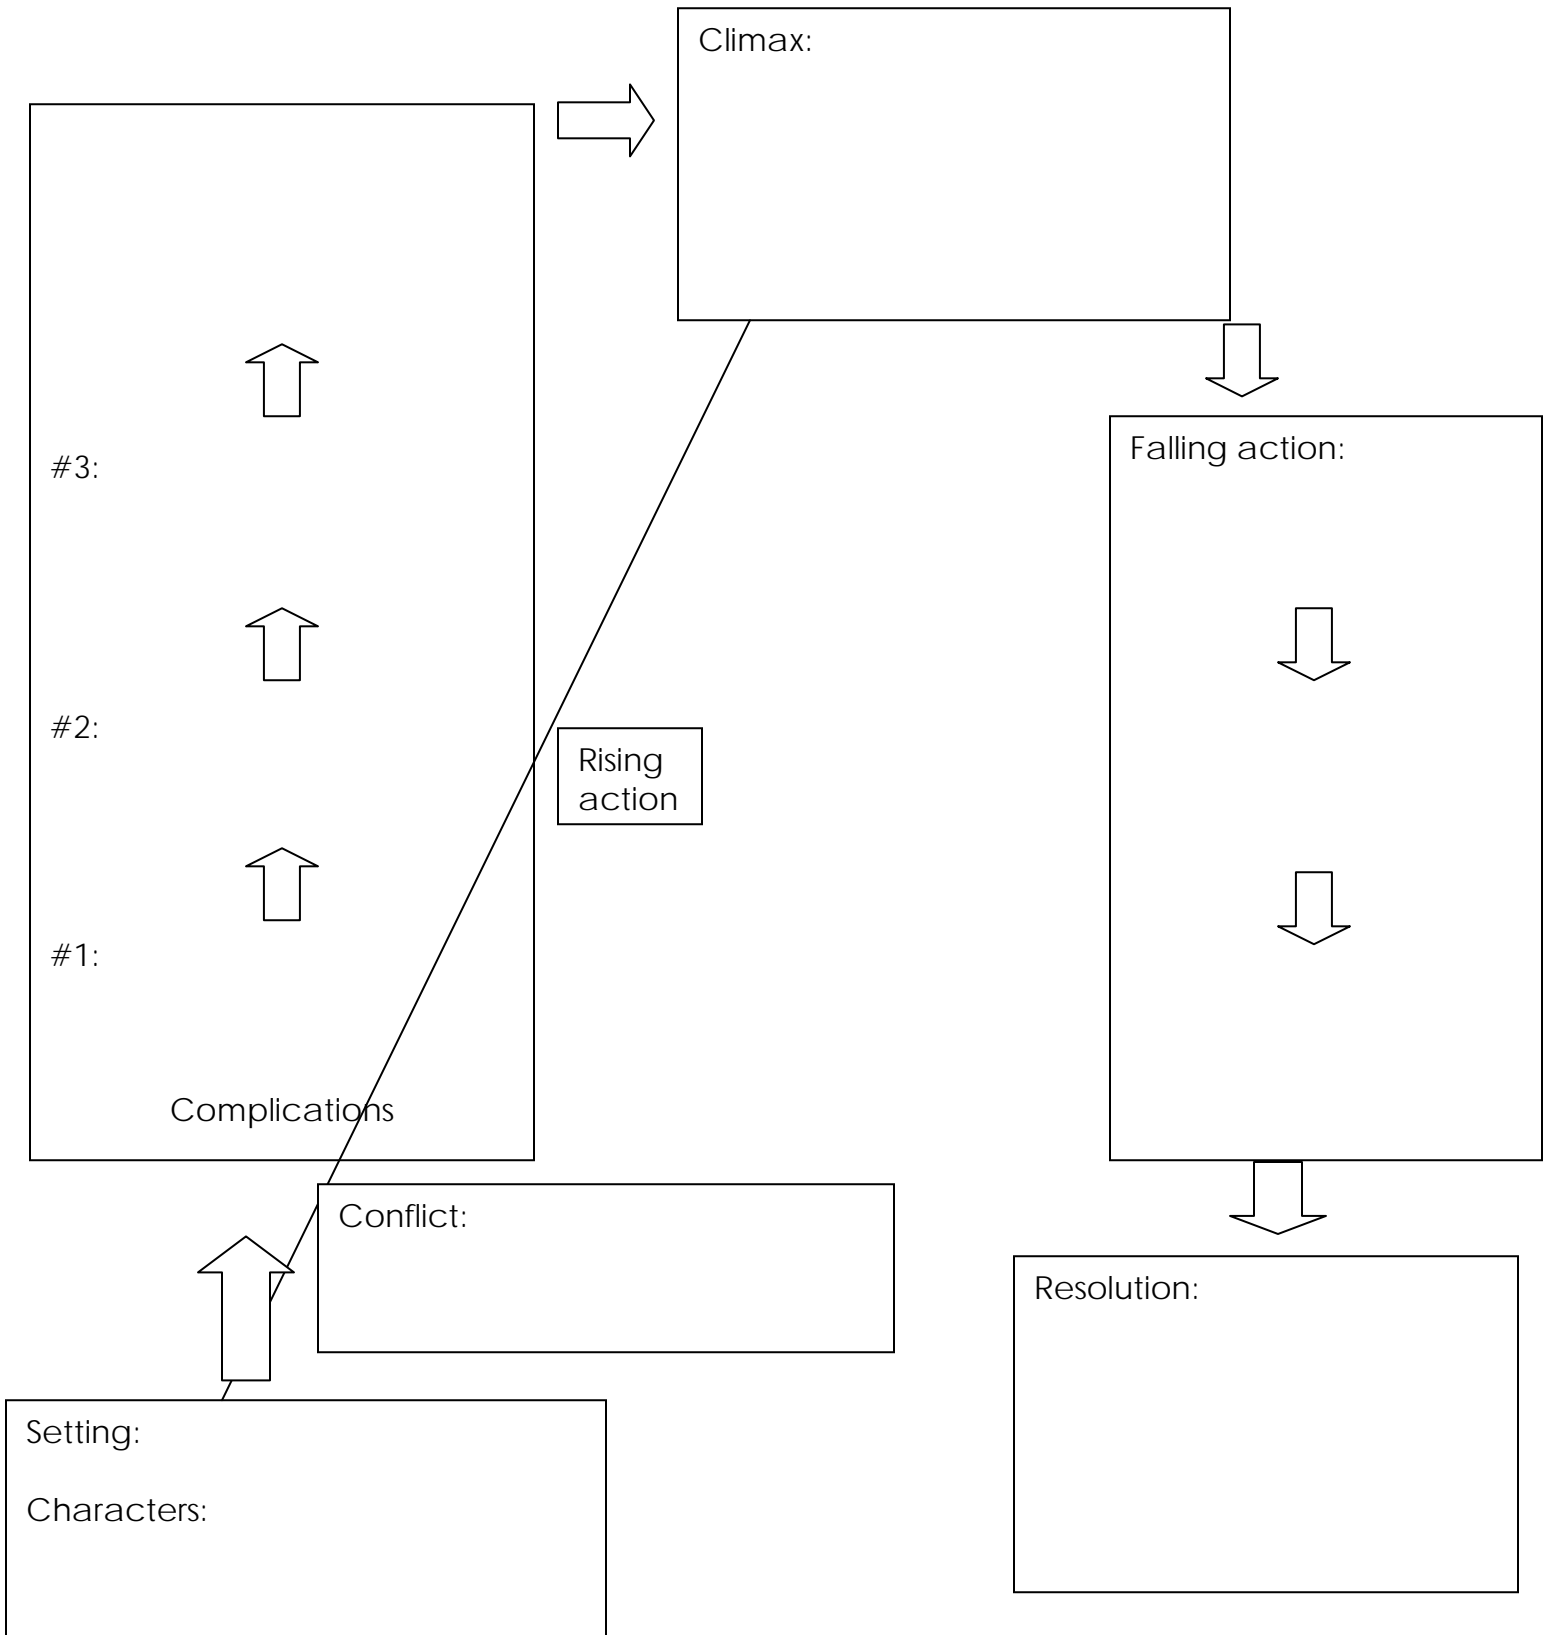 Climax:
#3:
Falling action:
#2:
Rising
action
#1:
Complications
Conflict:
Resolution:
Setting:
Characters: